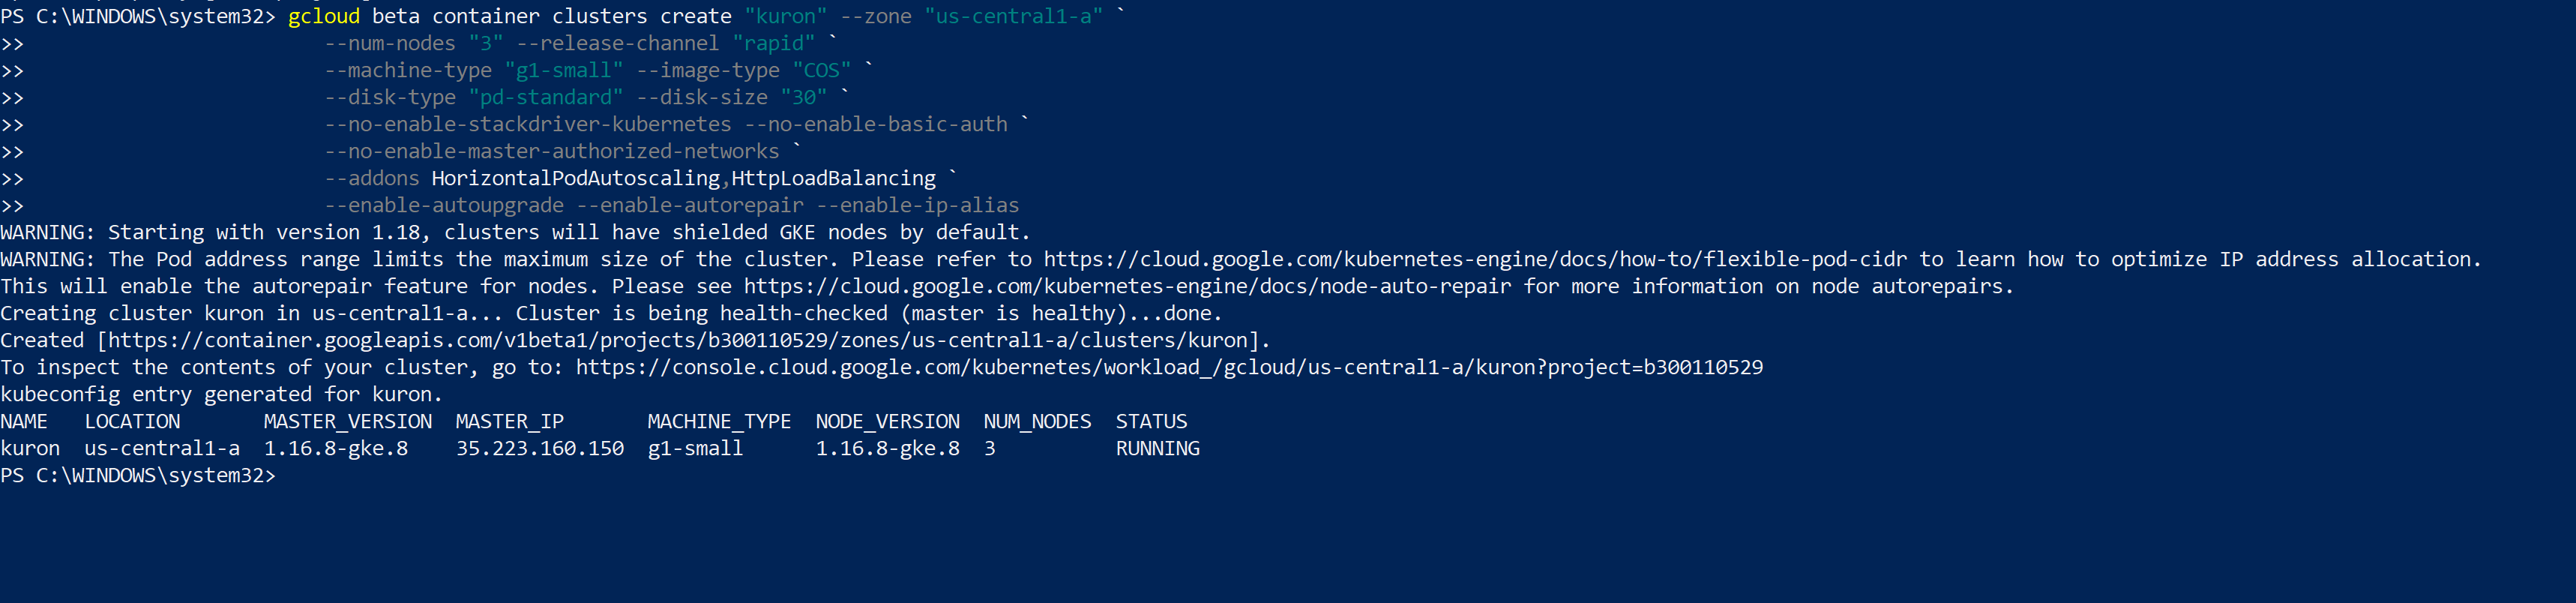 PS C:\WINDOWS\system32> gcloud beta container clusters create "kuron" --zone "us-central1-a" `
>>                         --num-nodes "3" --release-channel "rapid" `
>>                         --machine-type "g1-small" --image-type "COS" `
>>                         --disk-type "pd-standard" --disk-size "30" `
>>                         --no-enable-stackdriver-kubernetes --no-enable-basic-auth `
>>                         --no-enable-master-authorized-networks `
>>                         --addons HorizontalPodAutoscaling,HttpLoadBalancing `
>>                         --enable-autoupgrade --enable-autorepair --enable-ip-alias
WARNING: Starting with version 1.18, clusters will have shielded GKE nodes by default.
WARNING: The Pod address range limits the maximum size of the cluster. Please refer to https://cloud.google.com/kubernetes-engine/docs/how-to/flexible-pod-cidr to learn how to optimize IP address allocation.
This will enable the autorepair feature for nodes. Please see https://cloud.google.com/kubernetes-engine/docs/node-auto-repair for more information on node autorepairs.
Creating cluster kuron in us-central1-a... Cluster is being health-checked (master is healthy)...done.
Created [https://container.googleapis.com/v1beta1/projects/b300110529/zones/us-central1-a/clusters/kuron].
To inspect the contents of your cluster, go to: https://console.cloud.google.com/kubernetes/workload_/gcloud/us-central1-a/kuron?project=b300110529
kubeconfig entry generated for kuron.
NAME   LOCATION       MASTER_VERSION  MASTER_IP       MACHINE_TYPE  NODE_VERSION  NUM_NODES  STATUS
kuron  us-central1-a  1.16.8-gke.8    35.223.160.150  g1-small      1.16.8-gke.8  3          RUNNING
PS C:\WINDOWS\system32>